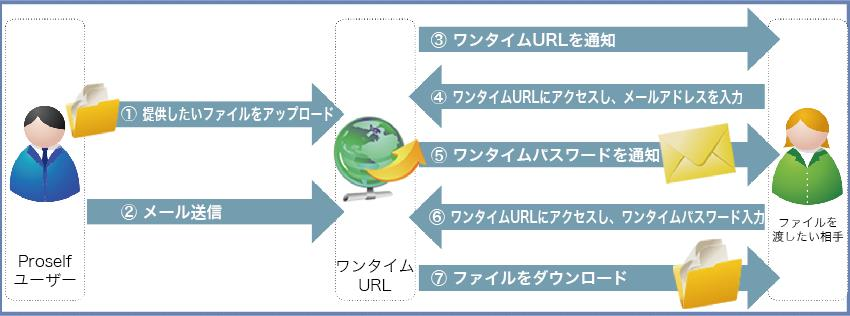 ③ ワンタイムURLを通知
④ ワンタイムURLにアクセスし、メールアドレスを入力
① 提供したいファイルをアップロード
⑤ ワンタイムパスワードを通知
② メール送信
⑥ ワンタイムURLにアクセスし、ワンタイムパスワード入力
⑦ ファイルをダウンロード
Proself
ユーザー
ワンタイム
URL
ファイルを
渡したい相手